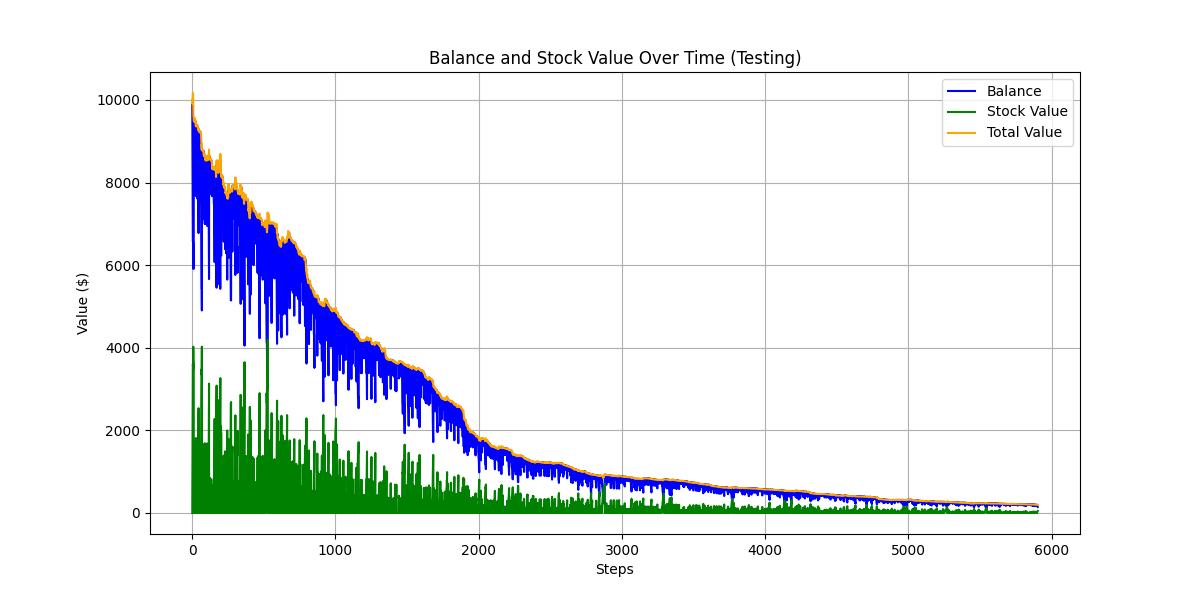 Balance and Stock Value Over Time (Testing)
Balance
Stock Value
Total Value
Value ($)
10000
8000
6000
4000
2000
0
0 1000 2000 3000 4000 5000 6000
Steps